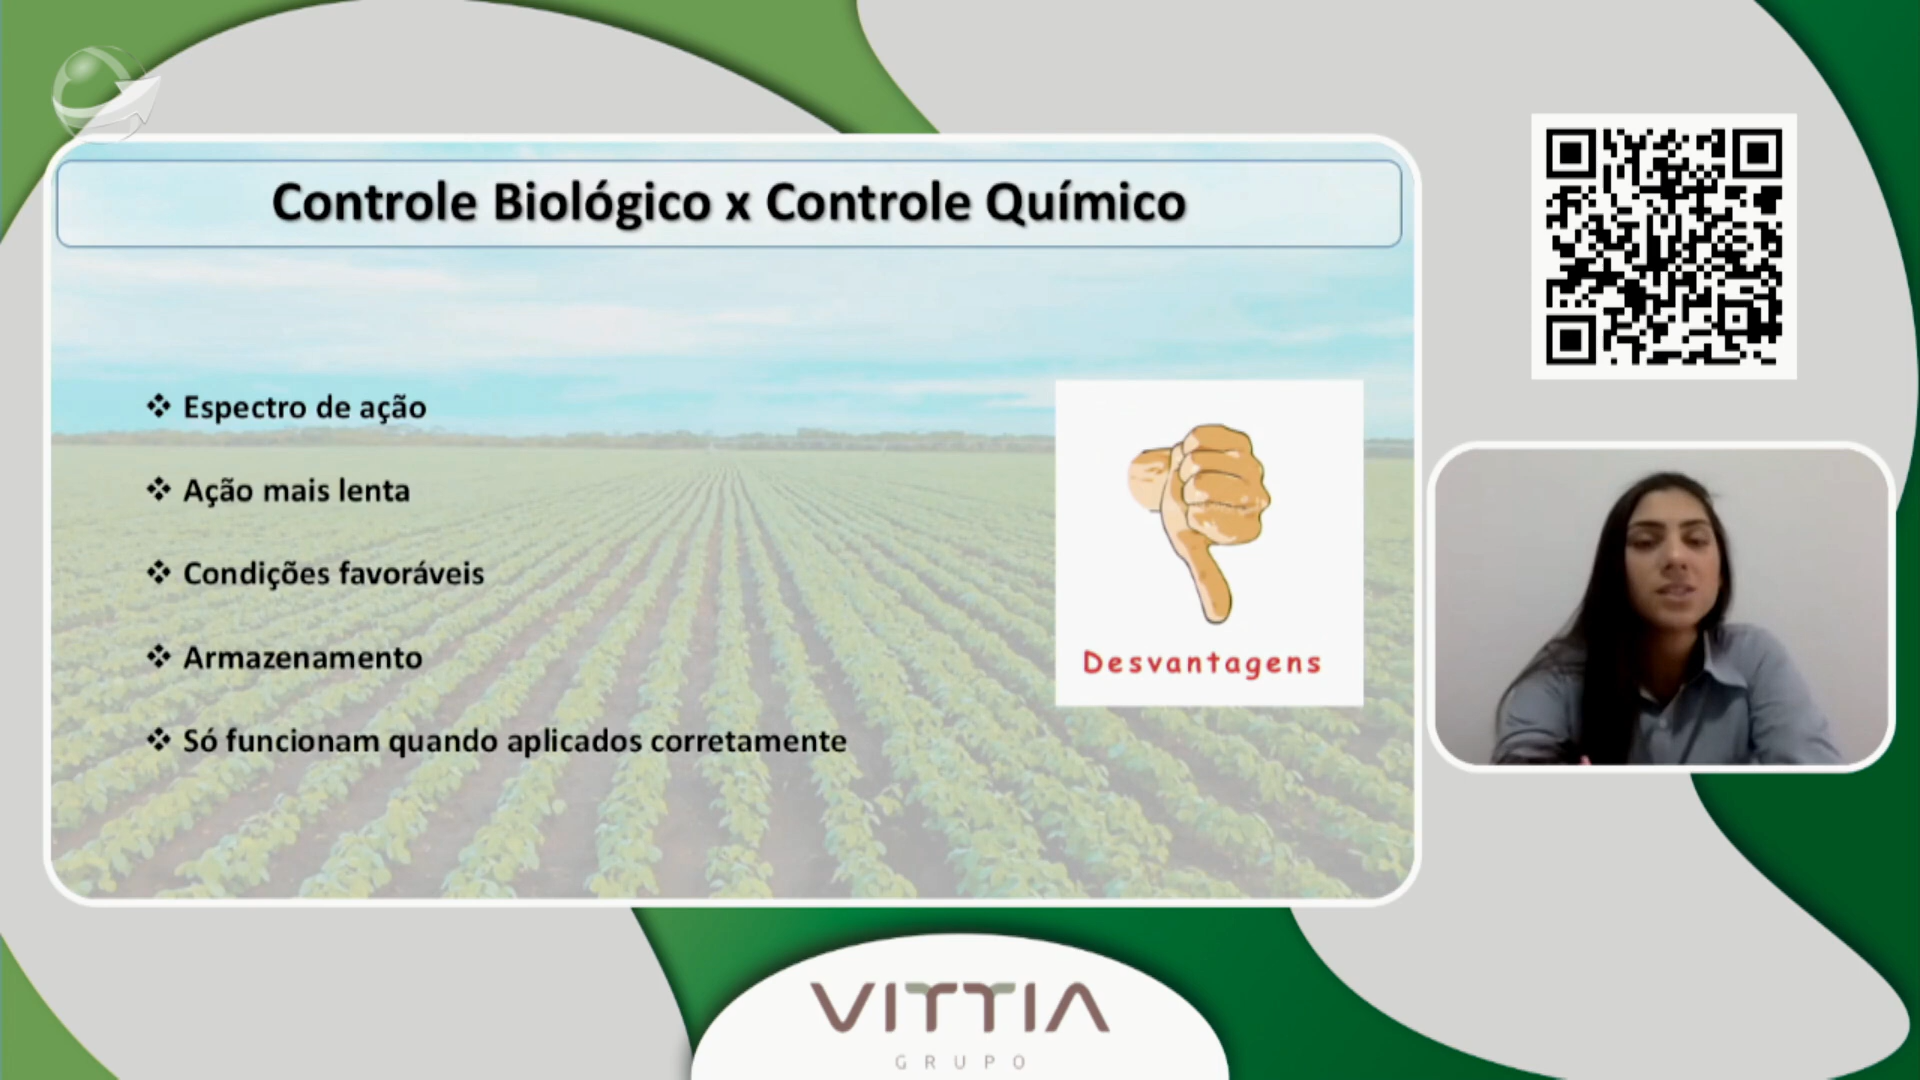 Controle Biológico x Controle Químico
Espectro de ação
Ação mais lenta
Condições favoráveis
Armazenamento
Só funcionam quando aplicados corretamente
Desvantagens
VITTIA
GRUPO